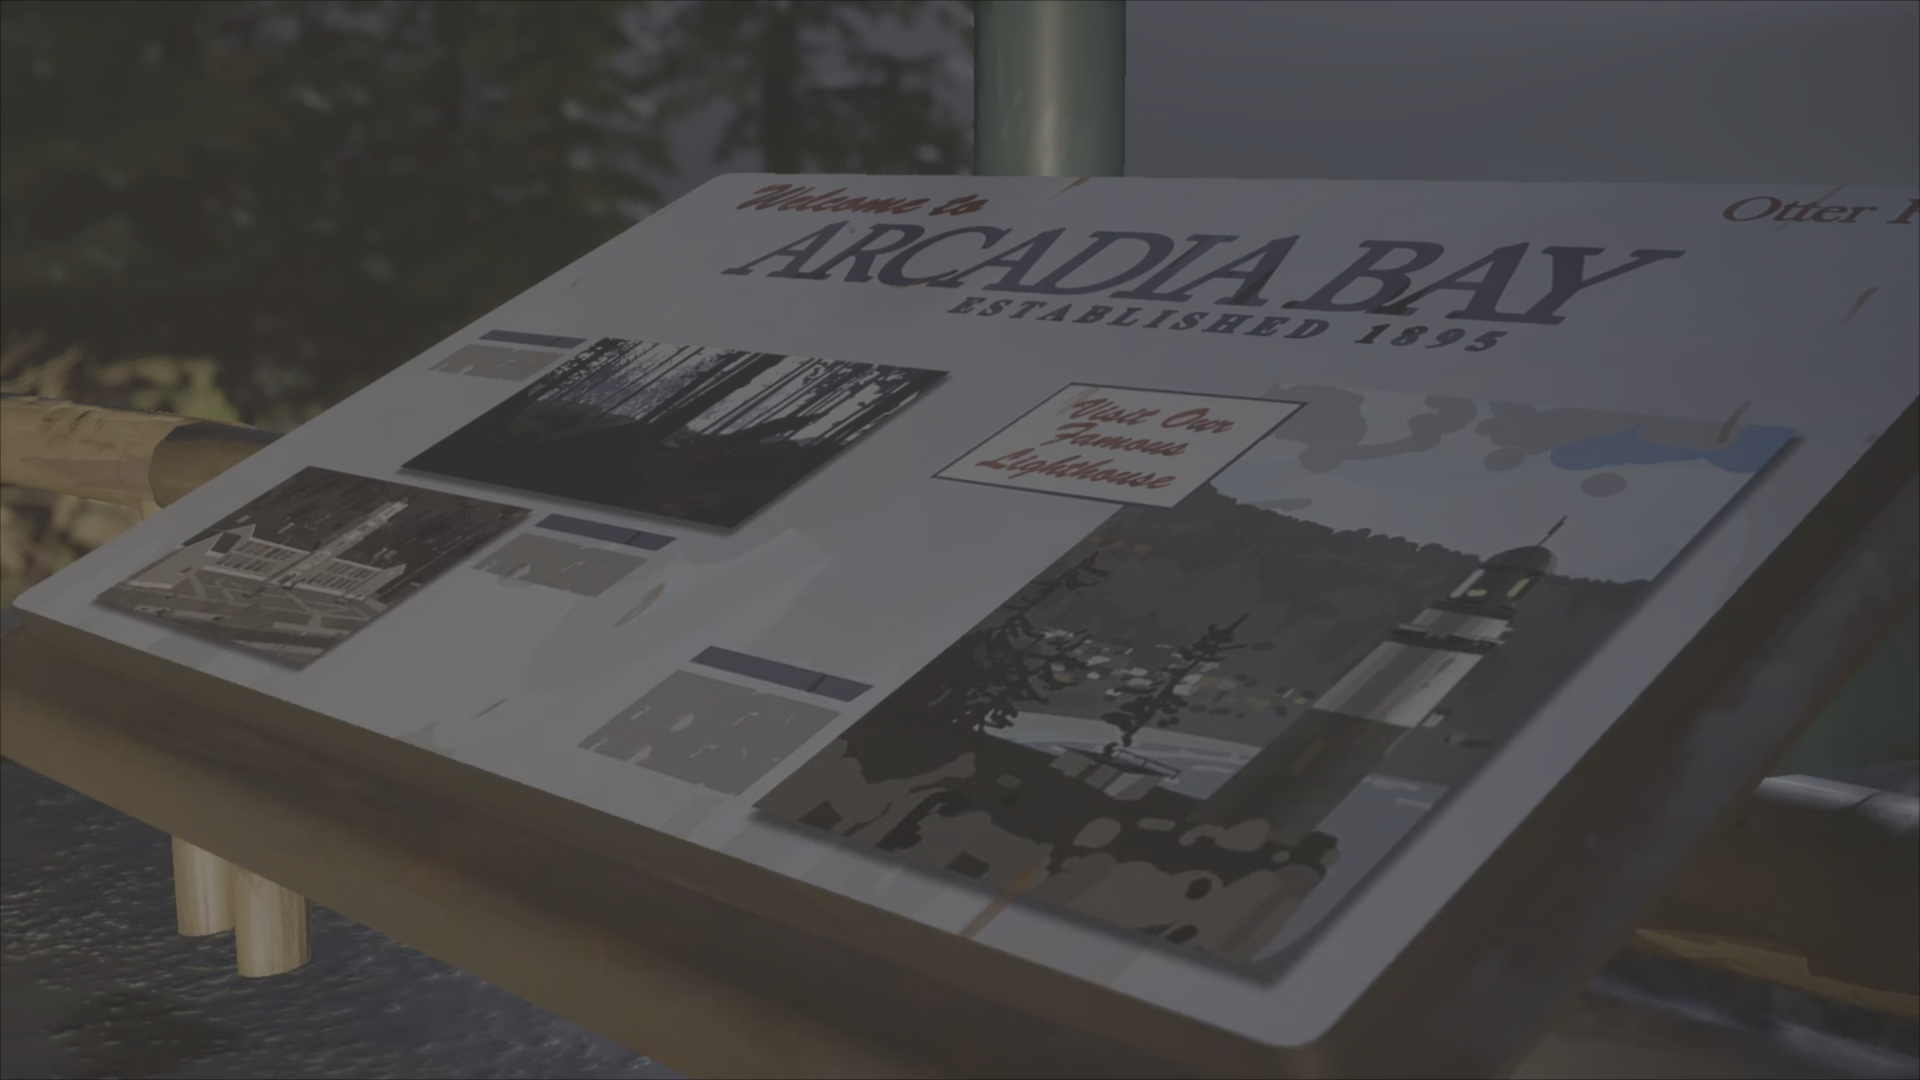 Welcome to
ARCADIA BAY
ESTABLISHED 1895
Otter
Visit Our
Famous
Lighthouse